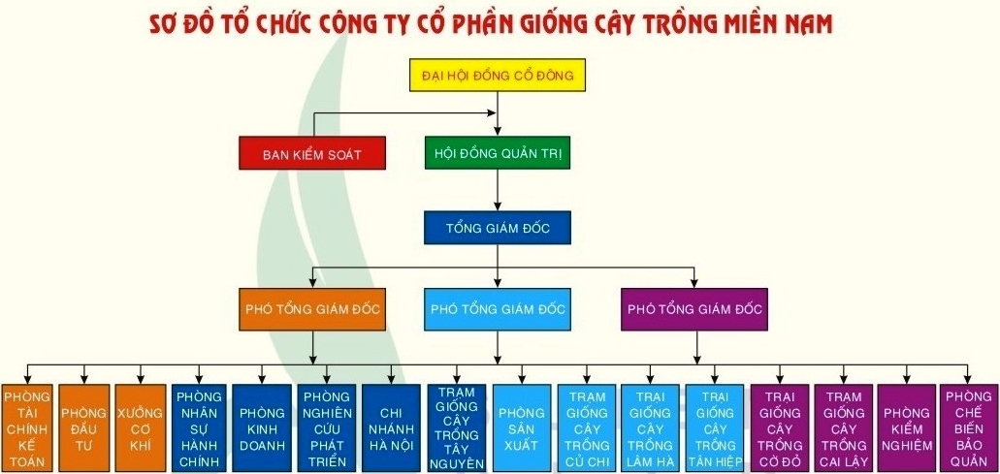 SƠ ĐỒ TỔ CHỨC CÔNG TY CỔ PHẦN GIỐNG CÂY TRỒNG MIỀN NAM
ĐẠI HỘI ĐỒNG CỔ ĐÔNG
BAN KIỂM SOÁT
HỘI ĐỒNG QUẢN TRỊ
TỔNG GIÁM ĐỐC
PHÓ TỔNG GIÁM ĐỐC
PHÓ TỔNG GIÁM ĐỐC
PHÓ TỔNG GIÁM ĐỐC
PHÒNG
TÀI
CHÍNH
KẾ
TOÁN
PHÒNG
ĐẦU
TƯ
XƯỞNG
CƠ
KHÍ
PHÒNG
NHÂN
SỰ
HÀNH
CHÍNH
PHÒNG
KINH
DOANH
PHÒNG
NGHIÊN
CỨU
PHÁT
TRIỂN
CHI
NHÁNH
HÀ NỘI
TRẠM
GIỐNG
CÂY
TRỒNG
TÂY
NGUYÊN
PHÒNG
SẢN
XUẤT
TRẠM
GIỐNG
CÂY
TRỒNG
CỦ CHI
TRẠI
GIỐNG
CÂY
TRỒNG
LÂM HÀ
TRẠI
GIỐNG
CÂY
TRỒNG
TÂN HIỆP
TRẠI
GIỐNG
CÂY
TRỒNG
CỜ ĐỎ
TRẠM
GIỐNG
CÂY
TRỒNG
CAI LẬY
PHÒNG
KIỂM
NGHIỆM
PHÒNG
CHẾ
BIẾN
BẢO
QUẢN